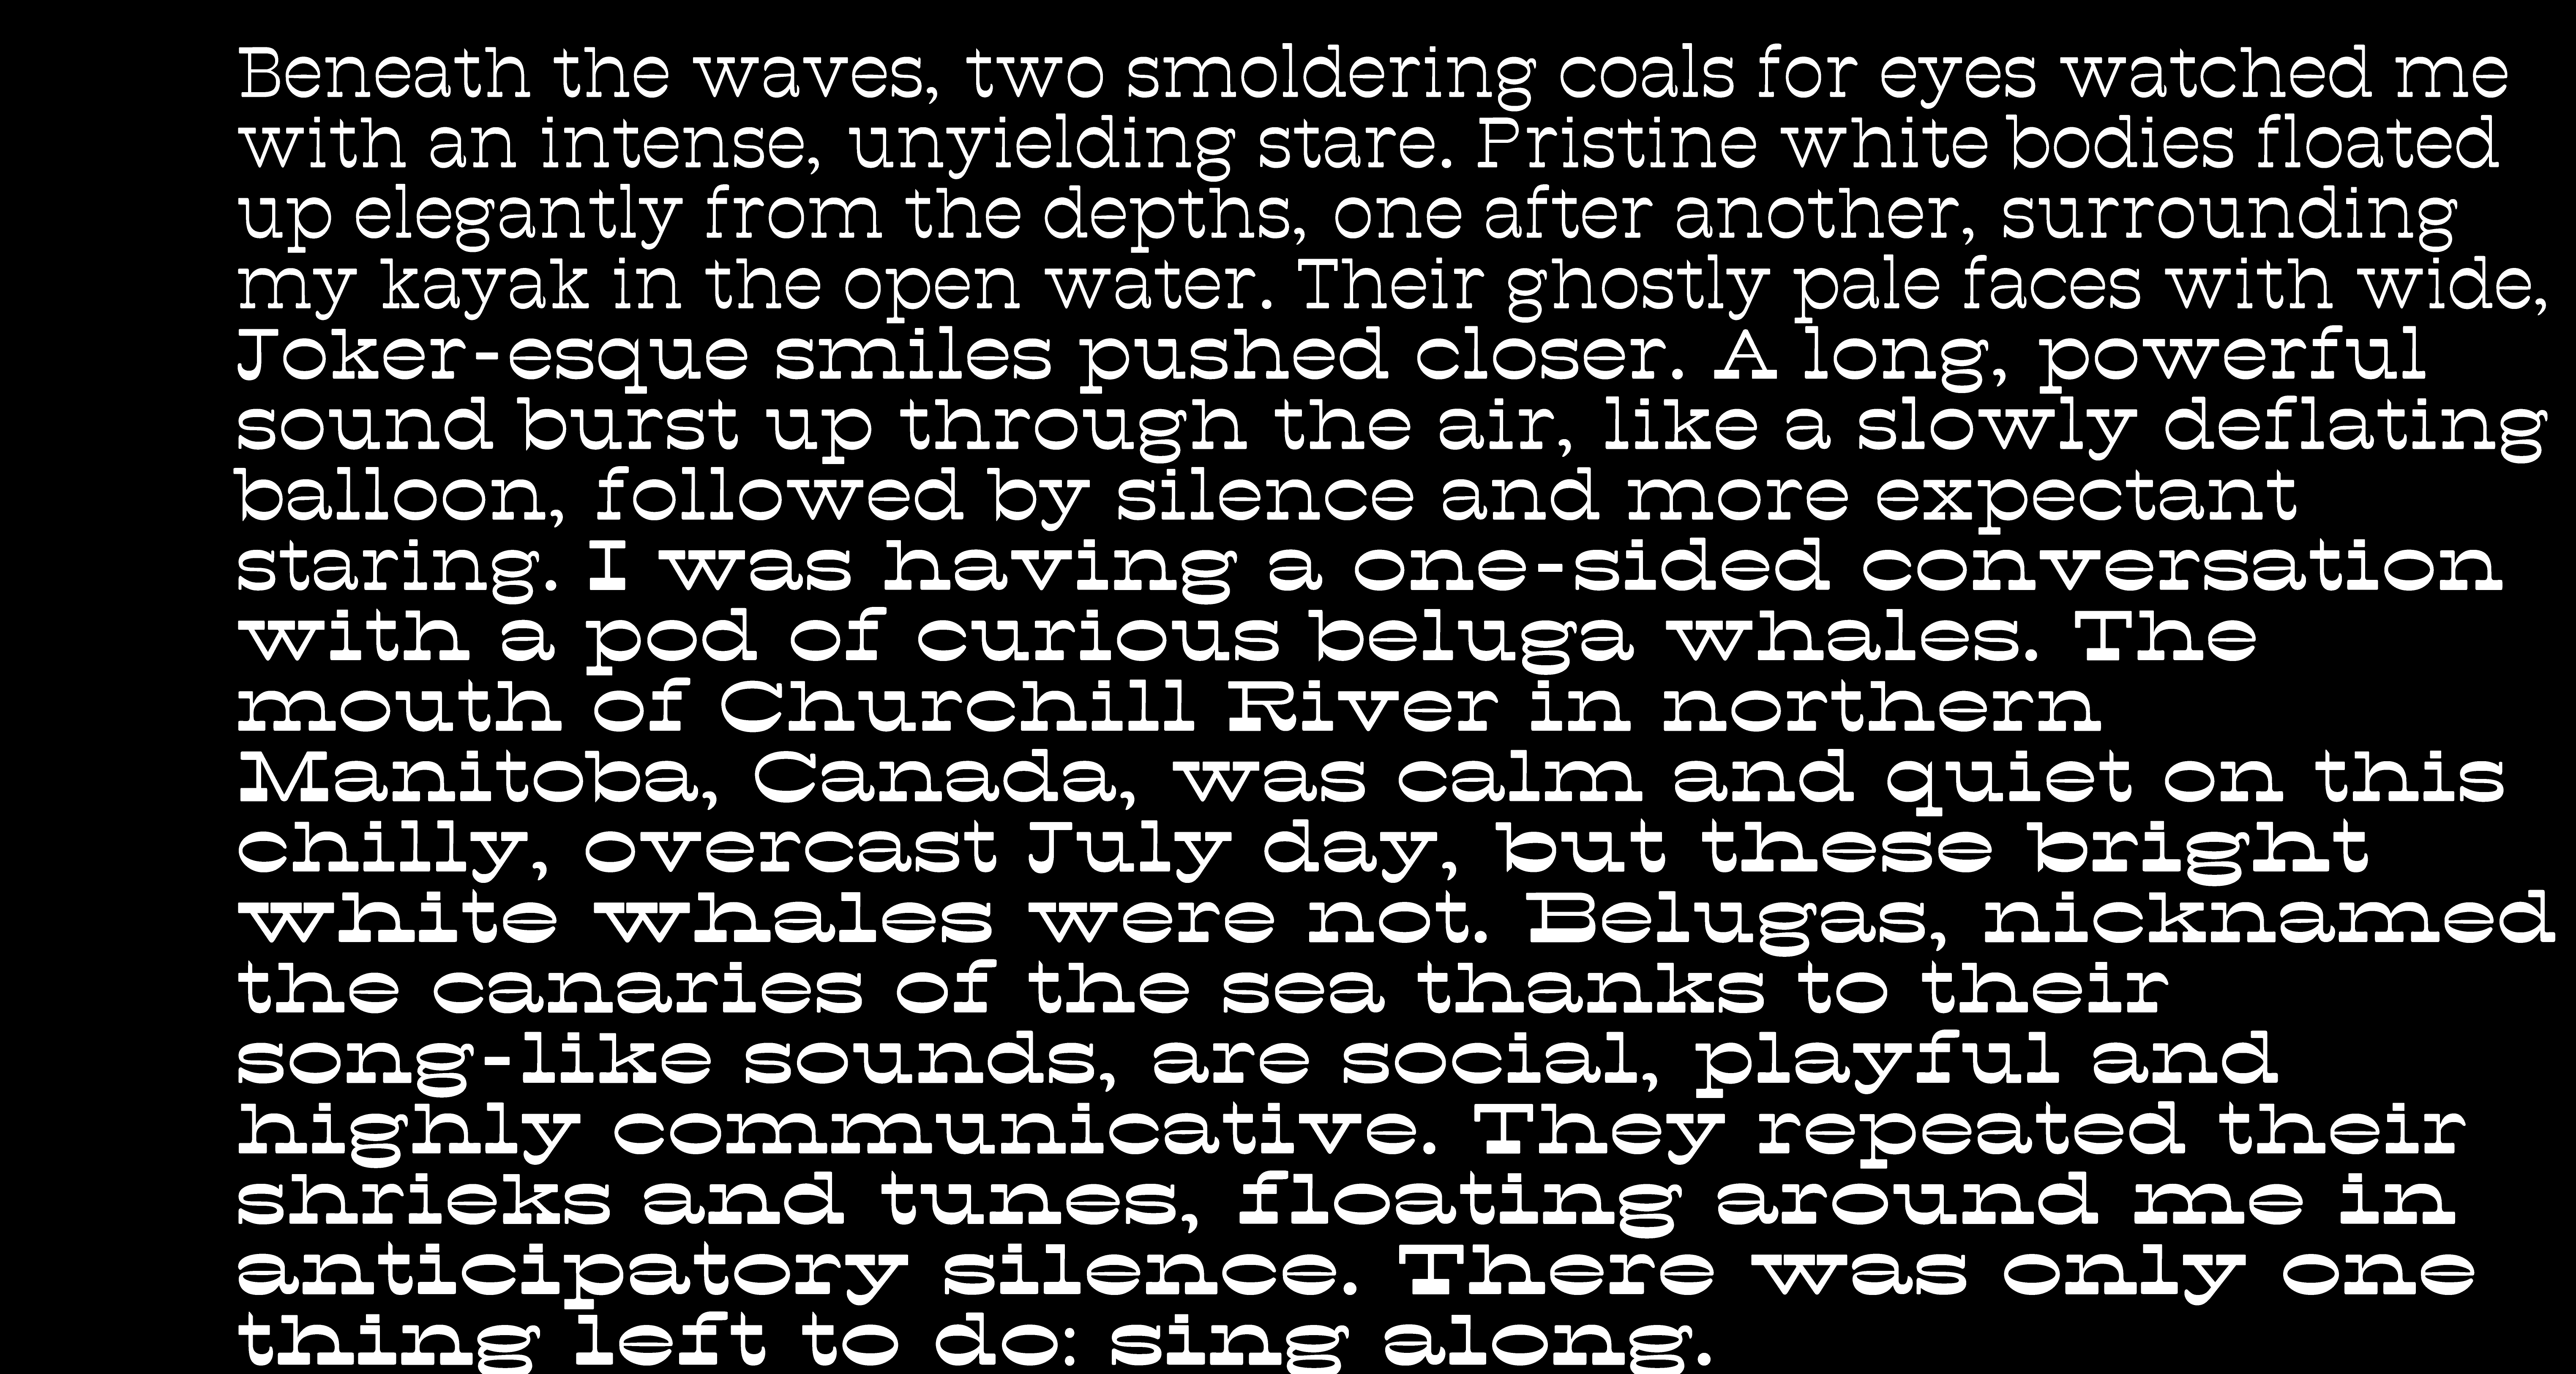 Beneath the waves, two smoldering coals for eyes watched me
with an intense, unyielding stare. Pristine white bodies floated
up elegantly from the depths, one after another, surrounding
my kayak in the open water. Their ghostly pale faces with wide,
Joker-esque smiles pushed closer. A long, powerful
sound burst up through the air, like a slowly deflating
balloon, followed by silence and more expectant
staring. I was having a one-sided conversation
with a pod of curious beluga whales. The
mouth of Churchill River in northern
Manitoba, Canada, was calm and quiet on this
chilly, overcast July day, but these bright
white whales were not. Belugas, nicknamed
the canaries of the sea thanks to their
song-like sounds, are social, playful and
highly communicative. They repeated their
shrieks and tunes, floating around me in
anticipatory silence. There was only one
thing left to do: sing along.